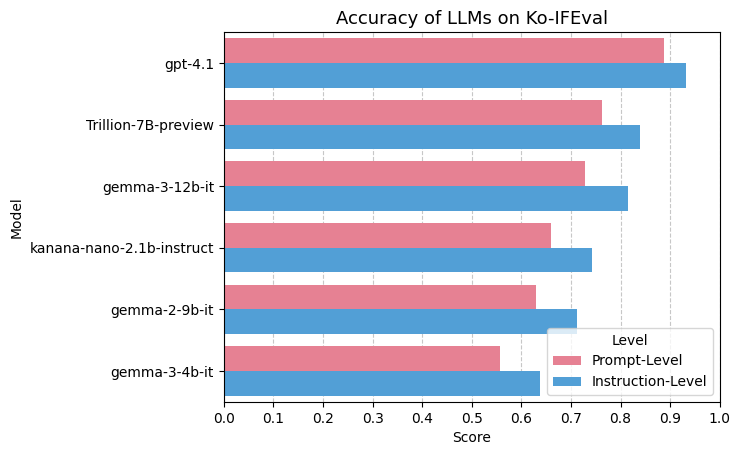 Accuracy of LLMs on Ko-IFEval
Model
gpt-4.1
Trillion-7B-preview
gemma-3-12b-it
kanana-nano-2.1b-instruct
gemma-2-9b-it
gemma-3-4b-it
Level
Prompt-Level
Instruction-Level
0.0 0.1 0.2 0.3 0.4 0.5 0.6 0.7 0.8 0.9 1.0
Score